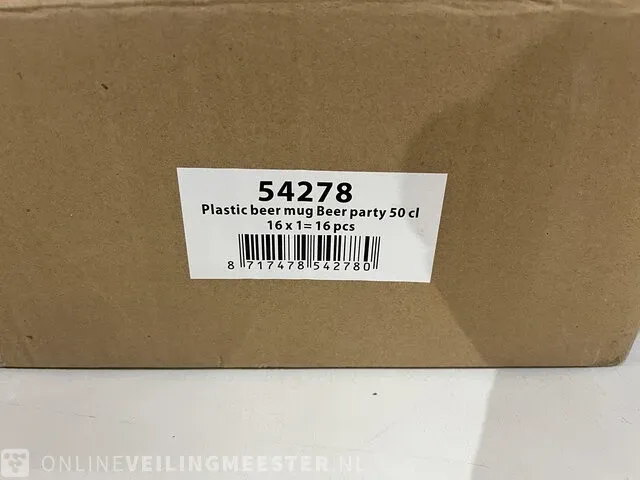 54278
Plastic beer mug Beer party 50 cl
16 x 1= 16 pcs
8 717478 542780
ONLINEVEILINGMEESTER.NL